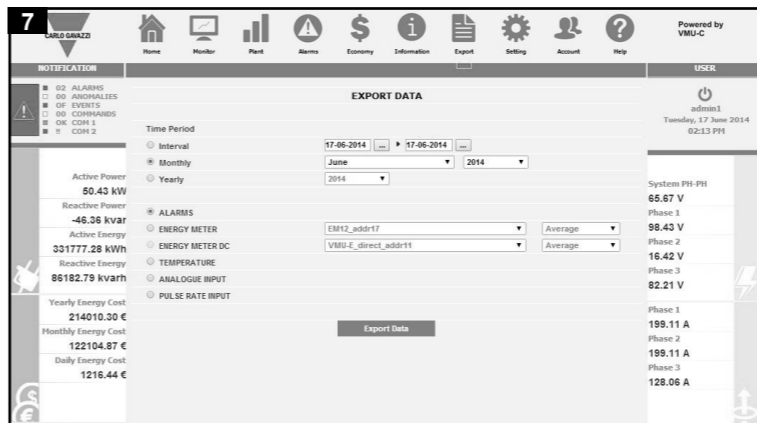 7
CARLO GAVAZZI
Home Monitor Plant Alarms Economy Information Export Setting Account Help
Powered by
VMU-C
NOTIFICATION
USER
02 ALARMS
00 ANOMALIES
OF EVENTS
00 COMMANDS
OK COM 1
!! COM 2
EXPORT DATA
admin1
Tuesday, 17 June 2014
02:13 PM
Time Period
Interval 17-06-2014 ... 17-06-2014 ...
Monthly June 2014
Yearly 2014
ALARMS
ENERGY METER EM12_addr17 Average
ENERGY METER DC VMU-E_direct_addr11 Average
TEMPERATURE
ANALOGUE INPUT
PULSE RATE INPUT
Export Data
Active Power
50.43 kW
Reactive Power
-46.36 kvar
Active Energy
331777.28 kWh
Reactive Energy
86182.79 kvarh
Yearly Energy Cost
214010.30 €
Monthly Energy Cost
122104.87 €
Daily Energy Cost
1216.44 €
System PH-PH
65.67 V
Phase 1
98.43 V
Phase 2
16.42 V
Phase 3
82.21 V
Phase 1
199.11 A
Phase 2
199.11 A
Phase 3
128.06 A